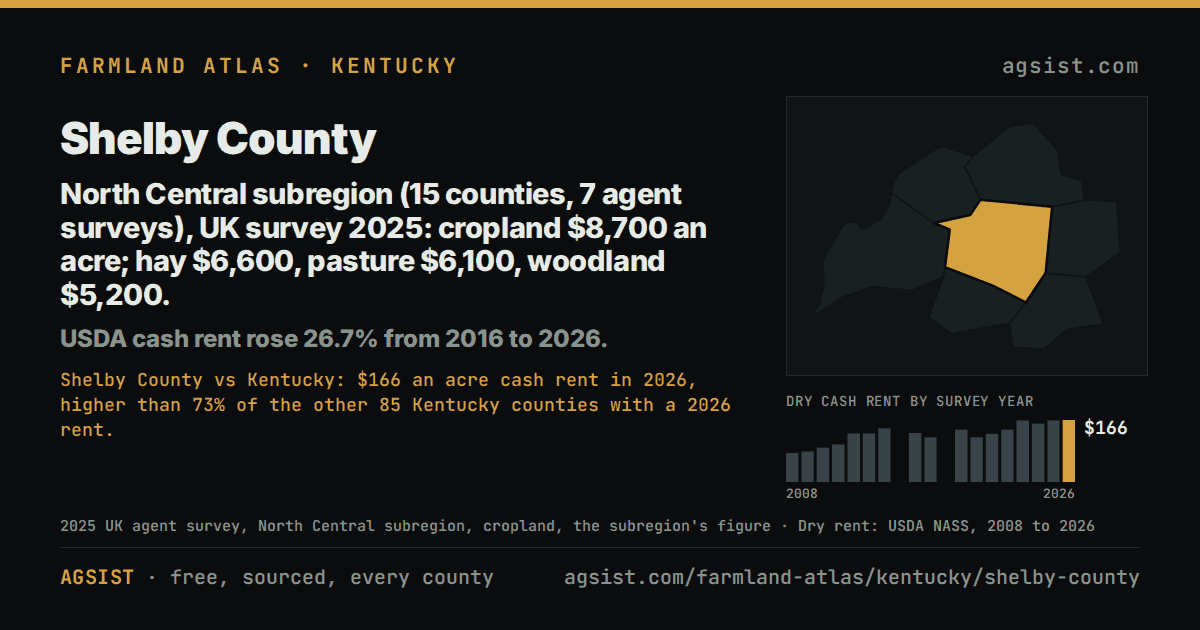 FARMLAND ATLAS · KENTUCKY
agsist.com
Shelby County
North Central subregion (15 counties, 7 agent
surveys), UK survey 2025: cropland $8,700 an
acre; hay $6,600, pasture $6,100, woodland
$5,200.
USDA cash rent rose 26.7% from 2016 to 2026.
Shelby County vs Kentucky: $166 an acre cash rent in 2026,
higher than 73% of the other 85 Kentucky counties with a 2026
rent.
DRY CASH RENT BY SURVEY YEAR
$166
2008
2026
2025 UK agent survey, North Central subregion, cropland, the subregion's figure · Dry rent: USDA NASS, 2008 to 2026
AGSIST · free, sourced, every county
agsist.com/farmland-atlas/kentucky/shelby-county